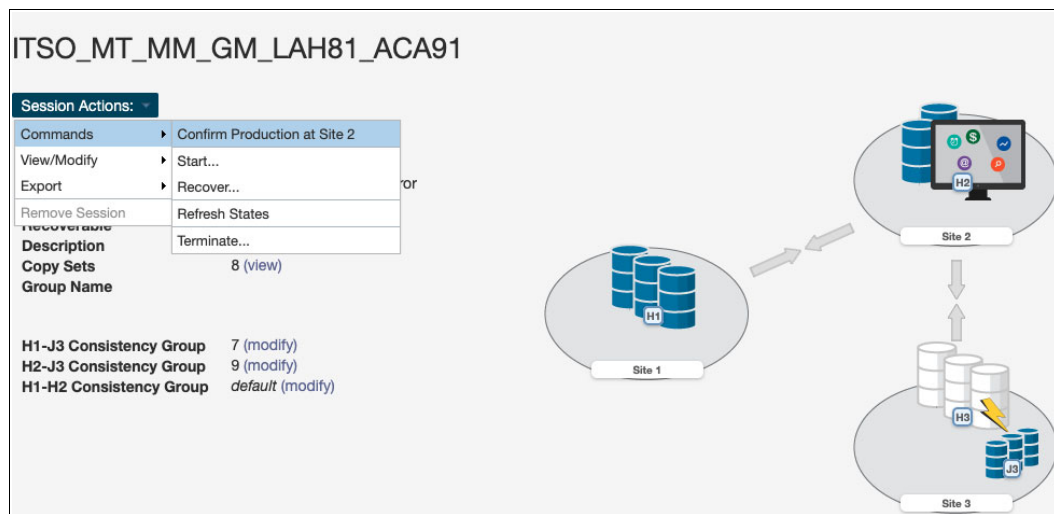 ITSO_MT_MM_GM_LAH81_ACA91
Session Actions:
Commands
Confirm Production at Site 2
View/Modify
Start...
Export
Recover...
ror
Remove Session
Refresh States
Recoverable
Terminate...
Description
Copy Sets 8 (view)
Group Name
H1-J3 Consistency Group 7 (modify)
H2-J3 Consistency Group 9 (modify)
H1-H2 Consistency Group default (modify)
$
@
H2
Site 2
H1
Site 1
H3
J3
Site 3